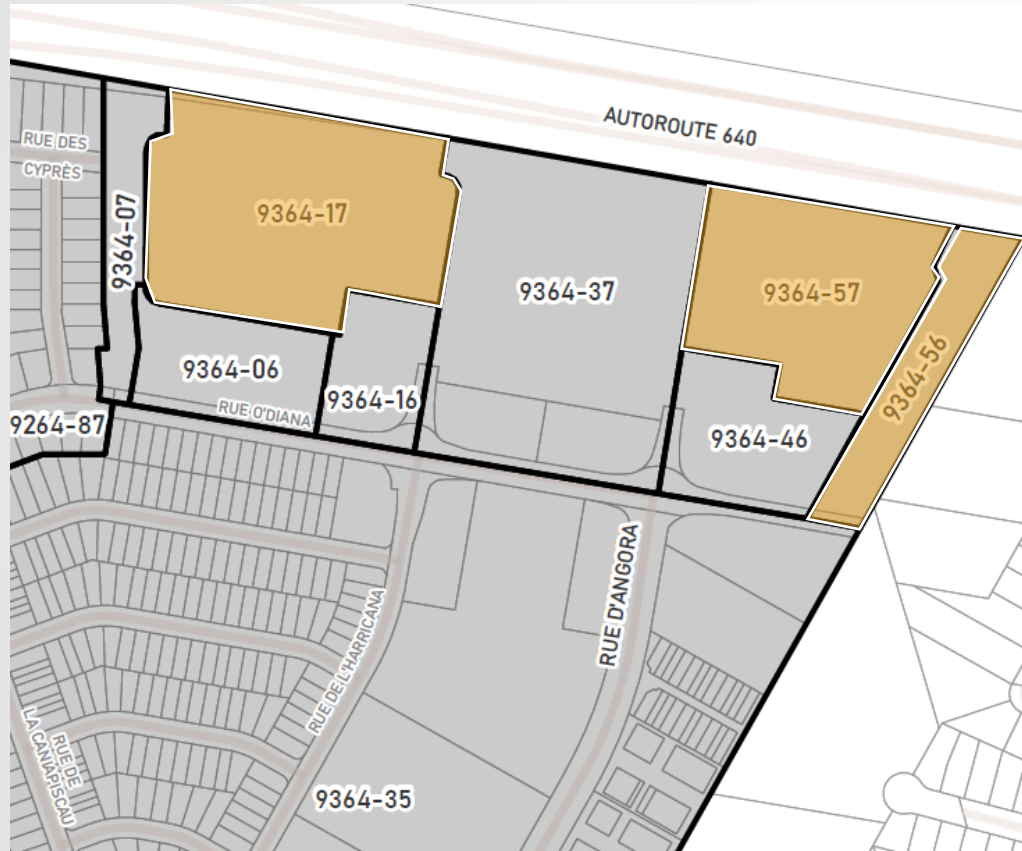 AUTOROUTE 640
RUE DES
CYPRÈS
9364-07
9364-17
9364-37
9364-57
9364-56
9364-06
9364-16
RUE O'DIANA
9364-46
9264-87
RUE D'ANGORA
RUE DE L'HARRICANA
RUE DE
LA CANIAPISCAU
9364-35